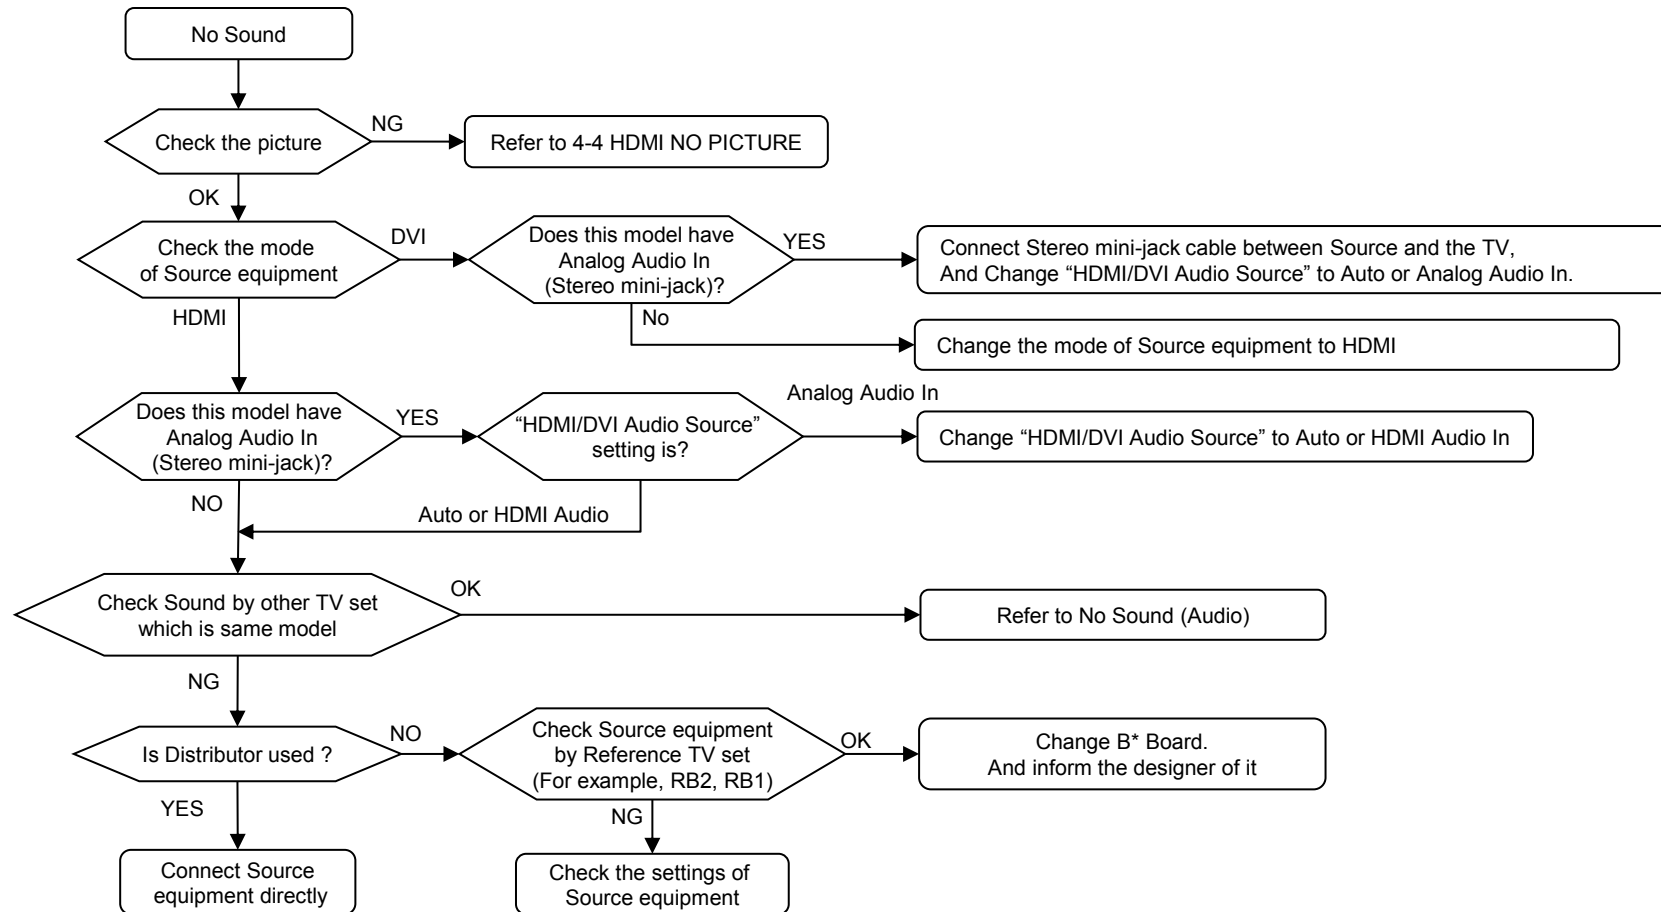 No Sound
Check the picture
NG
Refer to 4-4 HDMI NO PICTURE
OK
Check the mode
of Source equipment
DVI
Does this model have
Analog Audio In
(Stereo mini-jack)?
YES
Connect Stereo mini-jack cable between Source and the TV,
And Change “HDMI/DVI Audio Source” to Auto or Analog Audio In.
HDMI
No
Change the mode of Source equipment to HDMI
Does this model have
Analog Audio In
(Stereo mini-jack)?
YES
“HDMI/DVI Audio Source”
setting is?
Analog Audio In
Change “HDMI/DVI Audio Source” to Auto or HDMI Audio In
NO
Auto or HDMI Audio
Check Sound by other TV set
which is same model
OK
Refer to No Sound (Audio)
NG
Is Distributor used ?
NO
Check Source equipment
by Reference TV set
(For example, RB2, RB1)
OK
Change B* Board.
And inform the designer of it
YES
NG
Connect Source
equipment directly
Check the settings of
Source equipment